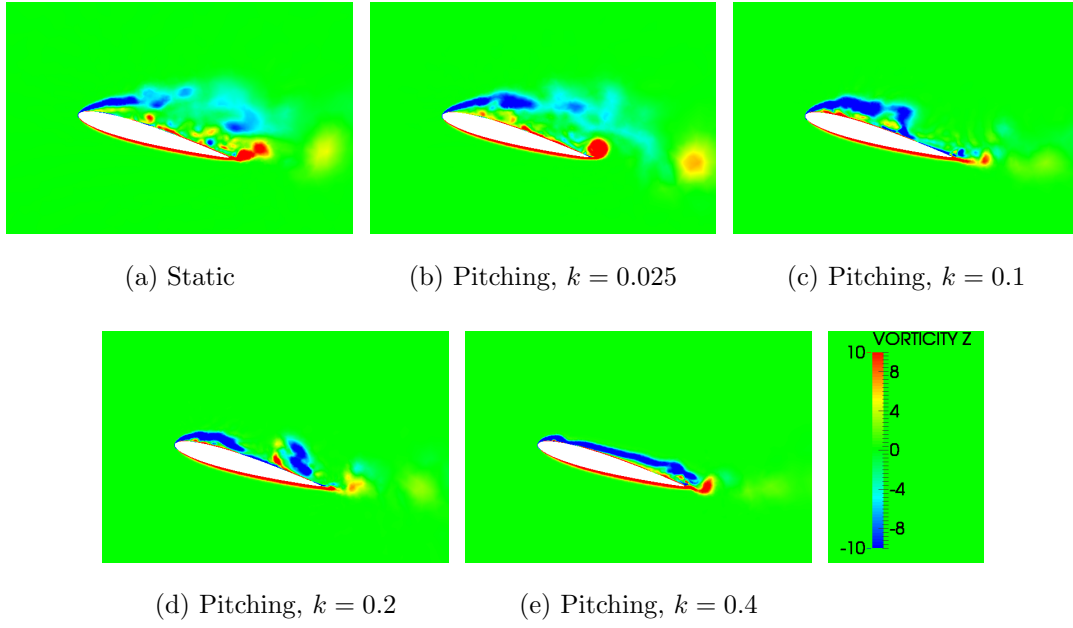 (a) Static
(b) Pitching, k = 0.025
(c) Pitching, k = 0.1
VORTICITY Z
10
8
4
0
-4
-8
-10
(d) Pitching, k = 0.2
(e) Pitching, k = 0.4